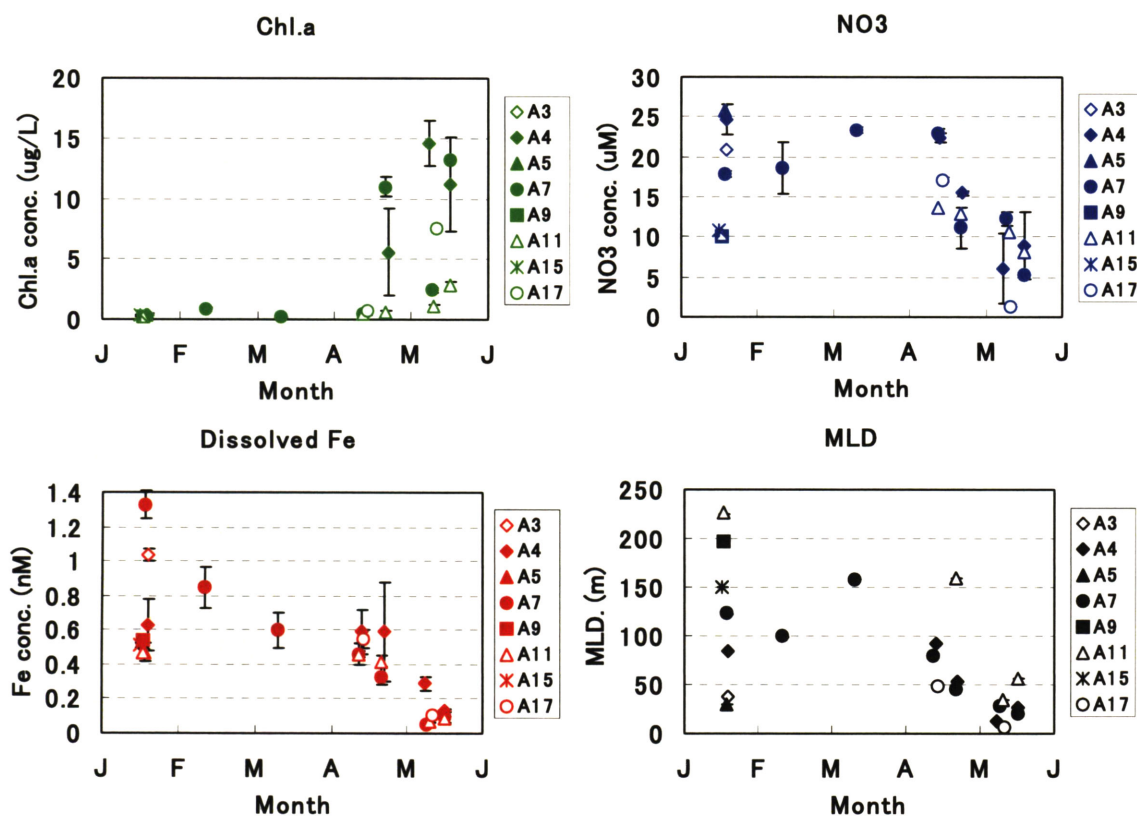 Chl.a
20
15
10
5
0
Chl.a conc. (ug/L)
J F M A M J
Month
A3
A4
A5
A7
A9
A11
A15
A17
NO3
30
25
20
15
10
5
0
NO3 conc. (uM)
J F M A M J
Month
A3
A4
A5
A7
A9
A11
A15
A17
Dissolved Fe
1.4
1.2
1
0.8
0.6
0.4
0.2
0
Fe conc. (nM)
J F M A M J
Month
A3
A4
A5
A7
A9
A11
A15
A17
MLD
250
200
150
100
50
0
MLD. (m)
J F M A M J
Month
A3
A4
A5
A7
A9
A11
A15
A17